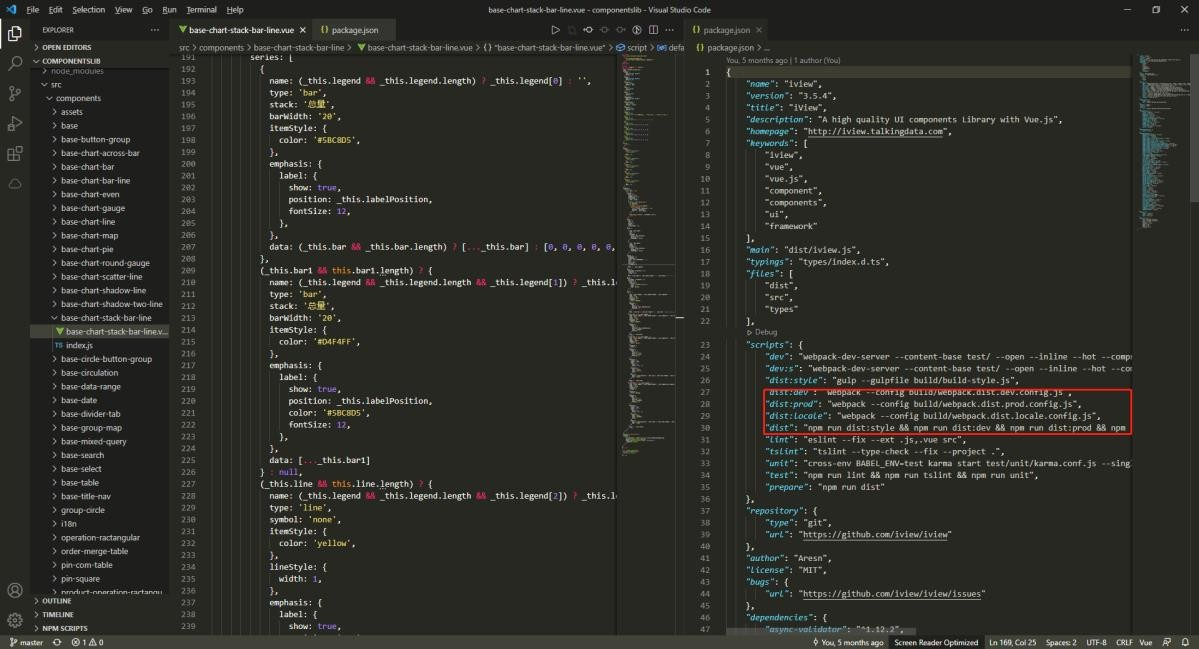 File Edit Selection View Go Run Terminal Help
base-chart-stack-bar-line.vue - componentslib - Visual Studio Code
EXPLORER
OPEN EDITORS
COMPONENTSLIB
node_modules
src
components
assets
base
base-button-group
base-chart-across-bar
base-chart-bar
base-chart-bar-line
base-chart-even
base-chart-gauge
base-chart-line
base-chart-map
base-chart-pie
base-chart-round-gauge
base-chart-scatter-line
base-chart-shadow-line
base-chart-shadow-two-line
base-chart-stack-bar-line
base-chart-stack-bar-line.v...
TS index.js
base-circle-button-group
base-circulation
base-data-range
base-date
base-divider-tab
base-group-map
base-mixed-query
base-search
base-select
base-table
base-title-nav
group-circle
i18n
operation-ractangular
order-merge-table
pin-com-table
pin-square
product-operation-ractangu
OUTLINE
TIMELINE
NPM SCRIPTS
base-chart-stack-bar-line.vue
{} package.json
src > components > base-chart-stack-bar-line > base-chart-stack-bar-line.vue > {} "base-chart-stack-bar-line.vue" > script > defa
191 series: [
192 {
193 name: (_this.legend && _this.legend.length) ? _this.legend[0] : '',
194 type: 'bar',
195 stack: '总量',
196 barWidth: '20',
197 itemStyle: {
198 color: '#5BC8D5',
199 },
200 emphasis: {
201 label: {
202 show: true,
203 position: _this.labelPosition,
204 fontSize: 12,
205 },
206 },
207 data: (_this.bar && _this.bar.length) ? [..._this.bar] : [0, 0, 0, 0, 0,
208 },
209 (_this.bar1 && this.bar1.length) ? {
210 name: (_this.legend && _this.legend.length && _this.legend[1]) ? _this.l
211 type: 'bar',
212 stack: '总量',
213 barWidth: '20',
214 itemStyle: {
215 color: '#D4F4FF',
216 },
217 emphasis: {
218 label: {
219 show: true,
220 position: _this.labelPosition,
221 color: '#5BC8D5',
222 fontSize: 12,
223 },
224 },
225 data: [..._this.bar1]
226 } : null,
227 (_this.line && this.line.length) ? {
228 name: (_this.legend && _this.legend.length && _this.legend[2]) ? _this.l
229 type: 'line',
230 symbol: 'none',
231 itemStyle: {
232 color: 'yellow',
233 },
234 lineStyle: {
235 width: 1,
236 },
237 emphasis: {
238 label: {
239 show: true,
{} package.json
{} package.json > ...
You, 5 months ago | 1 author (You)
1 {
2 "name": "iview",
3 "version": "3.5.4",
4 "title": "iView",
5 "description": "A high quality UI components Library with Vue.js",
6 "homepage": "http://iview.talkingdata.com",
7 "keywords": [
8 "iview",
9 "vue",
10 "vue.js",
11 "component",
12 "components",
13 "ui",
14 "framework"
15 ],
16 "main": "dist/iview.js",
17 "typings": "types/index.d.ts",
18 "files": [
19 "dist",
20 "src",
21 "types"
22 ],
Debug
23 "scripts": {
24 "dev": "webpack-dev-server --content-base test/ --open --inline --hot --comp
25 "dev:s": "webpack-dev-server --content-base test/ --open --inline --hot --co
26 "dist:style": "gulp --gulpfile build/build-style.js",
27 "dist:dev": "webpack --config build/webpack.dist.dev.config.js",
28 "dist:prod": "webpack --config build/webpack.dist.prod.config.js",
29 "dist:locale": "webpack --config build/webpack.dist.locale.config.js",
30 "dist": "npm run dist:style && npm run dist:dev && npm run dist:prod && npm
31 "lint": "eslint --fix --ext .js,.vue src",
32 "tslint": "tslint --type-check --fix --project .",
33 "unit": "cross-env BABEL_ENV=test karma start test/unit/karma.conf.js --sing
34 "test": "npm run lint && npm run tslint && npm run unit",
35 "prepare": "npm run dist"
36 },
37 "repository": {
38 "type": "git",
39 "url": "https://github.com/iview/iview"
40 },
41 "author": "Aresn",
42 "license": "MIT",
43 "bugs": {
44 "url": "https://github.com/iview/iview/issues"
45 },
46 "dependencies": {
47 "async-validator": "^1.12.2",
master
1 0
You, 5 months ago Screen Reader Optimized Ln 169, Col 25 Spaces: 2 UTF-8 CRLF Vue